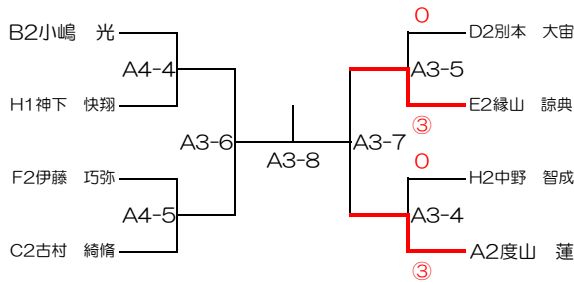 B2小嶋　光
H1神下　快翔
F2伊藤　巧弥
C2古村　綺脩
A4-4
A4-5
A3-6
A3-8
A3-7
A3-5
A3-4
0
D2別本　大宙
E2縁山　諒典
③
0
H2中野　智成
A2度山　蓮
③